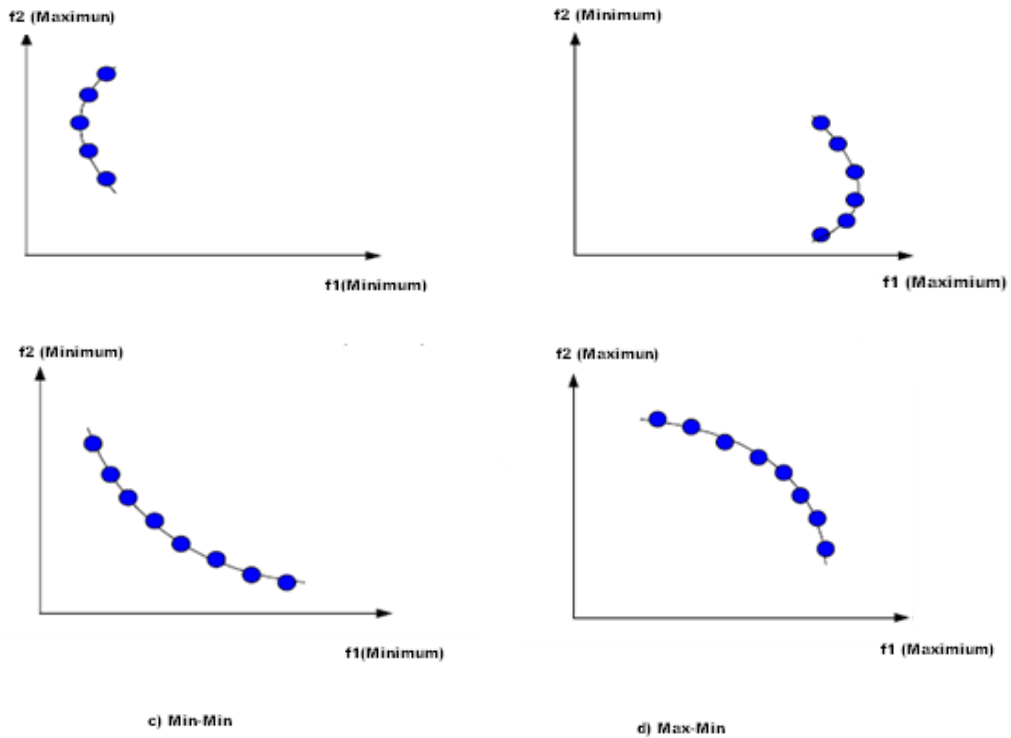 f2 (Maximun)
f1(Minimum)
f2 (Minimum)
f1 (Maximium)
f2 (Minimum)
f1(Minimum)
c) Min-Min
f2 (Maximun)
f1 (Maximium)
d) Max-Min